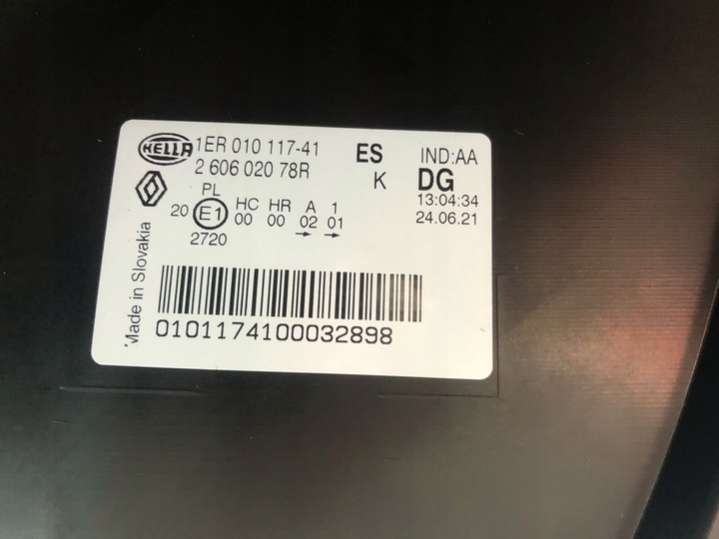 HELLA 1ER 010 117-41 ES IND:AA
2 606 020 78R K DG
13:04:34
24.06.21
PL
20 E1 HC HR A 1
00 00 02 01
2720
Made in Slovakia
0101174100032898